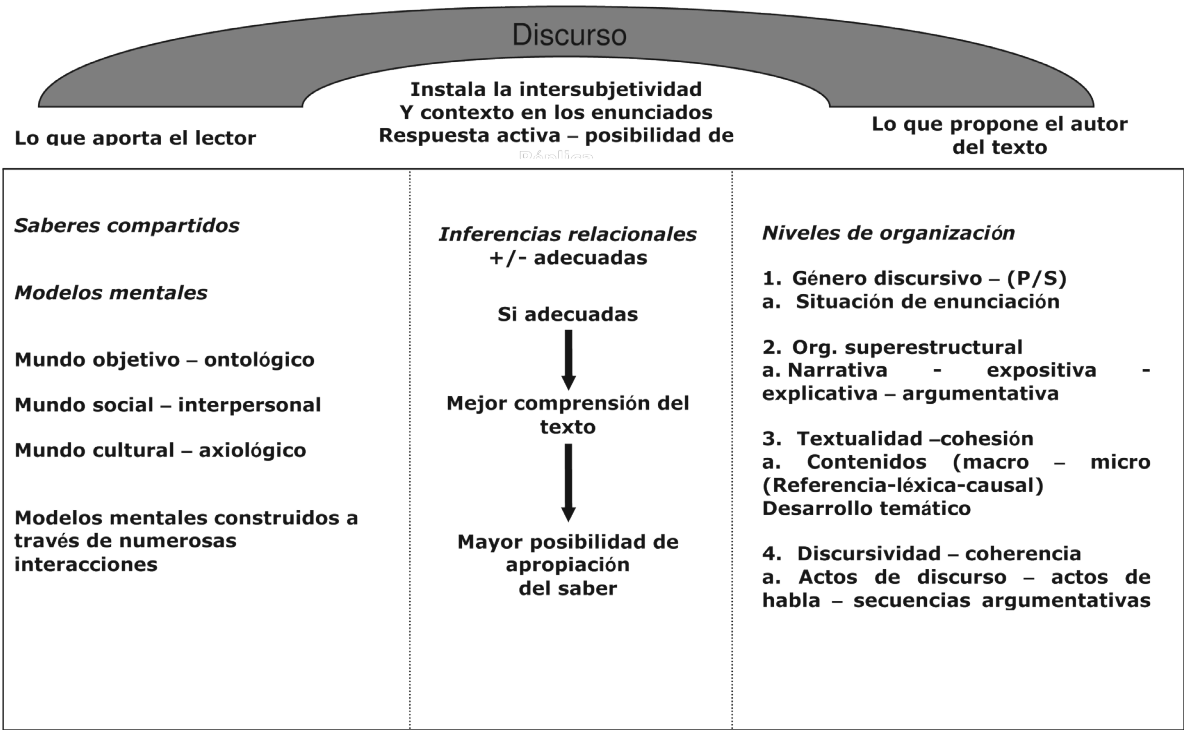 Discurso
Instala la intersubjetividad
Y contexto en los enunciados
Respuesta activa – posibilidad de
Lo que aporta el lector
Lo que propone el autor
del texto
Saberes compartidos
Modelos mentales
Mundo objetivo – ontológico
Mundo social – interpersonal
Mundo cultural – axiológico
Modelos mentales construidos a
través de numerosas
interacciones
Inferencias relacionales
+/- adecuadas
Si adecuadas
Mejor comprensión del
texto
Mayor posibilidad de
apropiación
del saber
Niveles de organización
1. Género discursivo – (P/S)
a. Situación de enunciación
2. Org. superestructural
a. Narrativa - expositiva -
explicativa – argumentativa
3. Textualidad –cohesión
a. Contenidos (macro – micro
(Referencia-léxica-causal)
Desarrollo temático
4. Discursividad – coherencia
a. Actos de discurso – actos de
habla – secuencias argumentativas